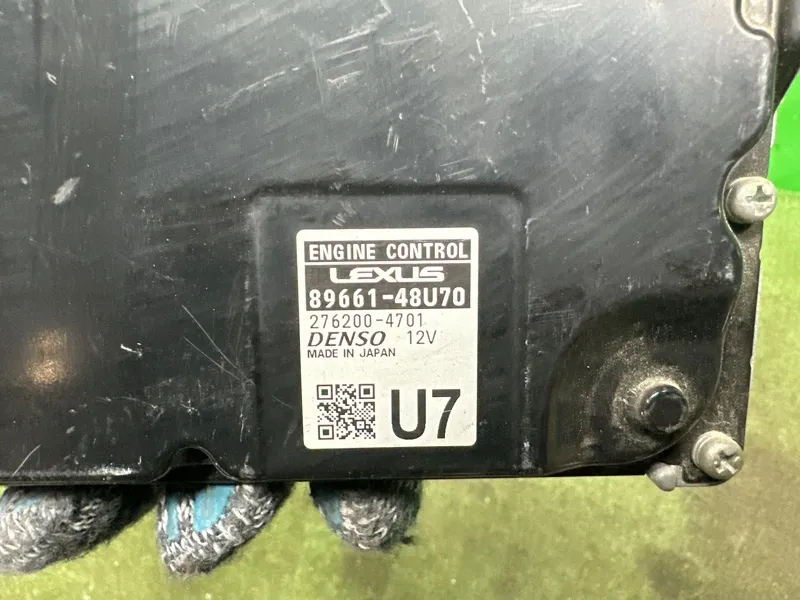 ENGINE CONTROL
LEXUS
89661-48U70
276200-4701
DENSO 12V
MADE IN JAPAN
U7